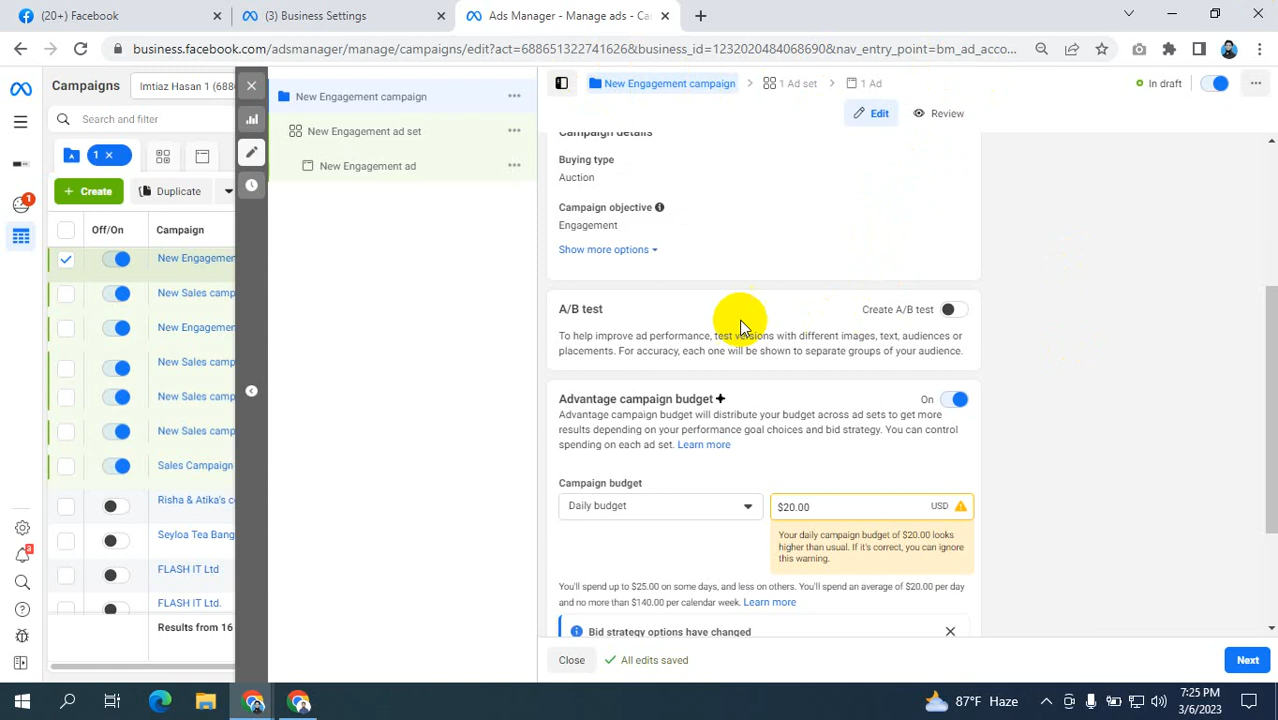 (20+) Facebook
(3) Business Settings
Ads Manager - Manage ads - Ca
business.facebook.com/adsmanager/manage/campaigns/edit?act=688651322741626&business_id=1232020484068690&nav_entry_point=bm_ad_acco...
Campaigns
Imtiaz Hasan 1 (6886
Search and filter
1
Create
Duplicate
Off/On
Campaign
New Engagemen
New Sales camp
New Engagemen
New Sales camp
New Sales camp
New Sales camp
Sales Campaign
Risha & Atika's c
Seyloa Tea Bang
FLASH IT Ltd.
FLASH IT Ltd.
Results from 16
1
3
New Engagement campaign
New Engagement ad set
New Engagement ad
New Engagement campaign
1 Ad set
1 Ad
In draft
Edit
Review
Campaign details
Buying type
Auction
Campaign objective
Engagement
Show more options
A/B test
Create A/B test
To help improve ad performance, test versions with different images, text, audiences or
placements. For accuracy, each one will be shown to separate groups of your audience.
Advantage campaign budget
On
Advantage campaign budget will distribute your budget across ad sets to get more
results depending on your performance goal choices and bid strategy. You can control
spending on each ad set. Learn more
Campaign budget
Daily budget
$20.00
USD
Your daily campaign budget of $20.00 looks
higher than usual. If it's correct, you can ignore
this warning.
You'll spend up to $25.00 on some days, and less on others. You'll spend an average of $20.00 per day
and no more than $140.00 per calendar week. Learn more
Bid strategy options have changed
Close
All edits saved
Next
87°F Haze
7:25 PM
3/6/2023